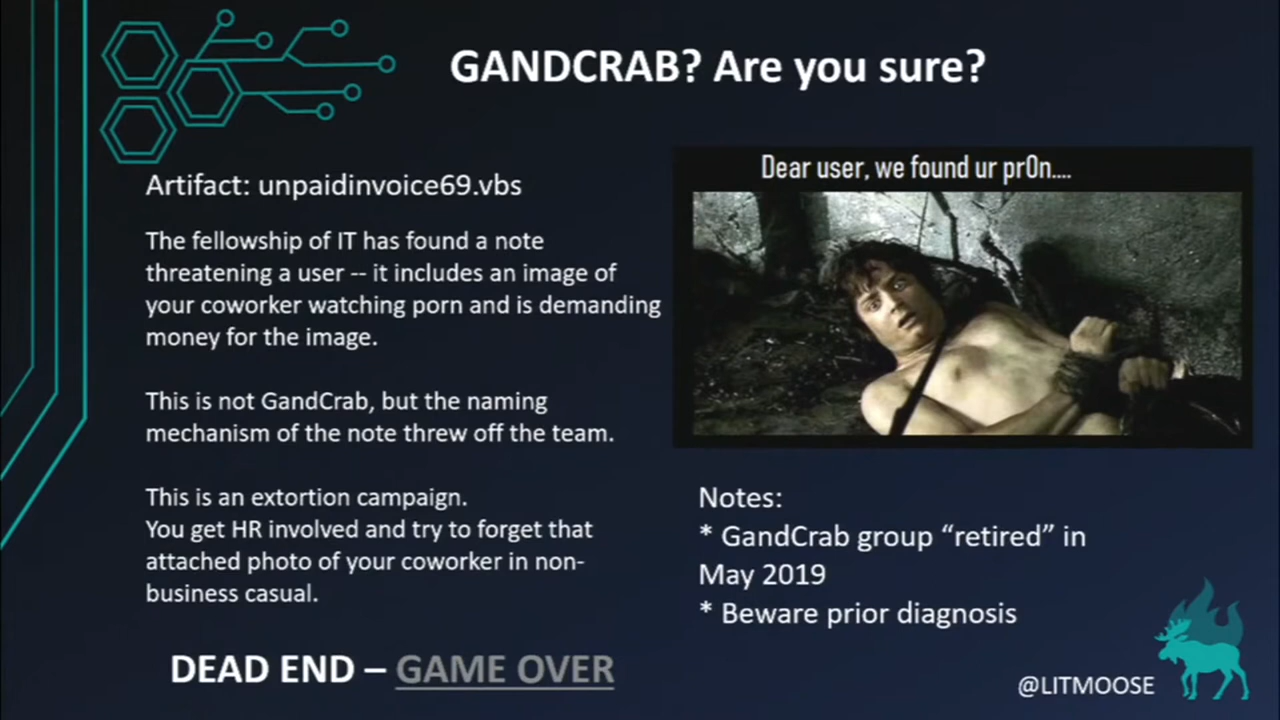 GANDCRAB? Are you sure?
Artifact: unpaidinvoice69.vbs
The fellowship of IT has found a note
threatening a user -- it includes an image of
your coworker watching porn and is demanding
money for the image.
This is not GandCrab, but the naming
mechanism of the note threw off the team.
This is an extortion campaign.
You get HR involved and try to forget that
attached photo of your coworker in non-
business casual.
DEAD END – GAME OVER
Dear user, we found ur pr0n....
Notes:
* GandCrab group “retired” in
May 2019
* Beware prior diagnosis
@LITMOOSE